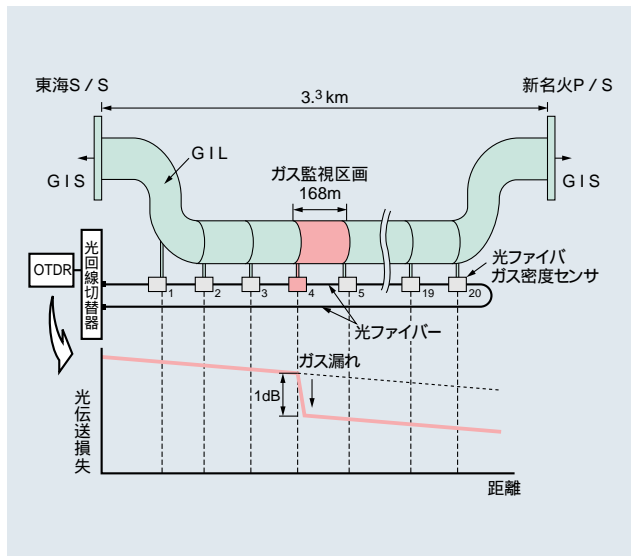 東海S / S
新名火P / S
3.3 km
GIL
ガス監視区画
168m
GIS
GIS
OTDR
光回線切替器
光ファイバ
ガス密度センサ
1
2
3
4
5
19
20
光ファイバー
ガス漏れ
1dB
光伝送損失
距離